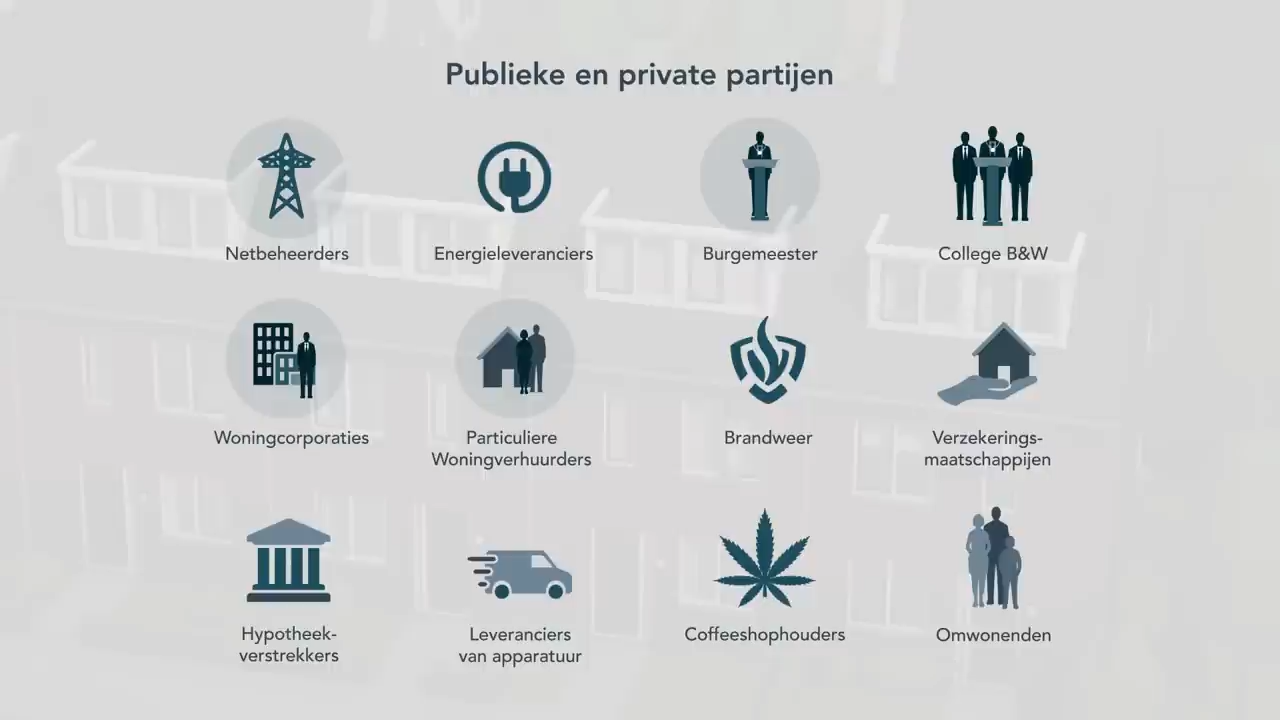 Publieke en private partijen
Netbeheerders
Energieleveranciers
Burgemeester
College B&W
Woningcorporaties
Particuliere
Woningverhuurders
Brandweer
Verzekerings-
maatschappijen
Hypotheek-
verstrekkers
Leveranciers
van apparatuur
Coffeeshophouders
Omwonenden